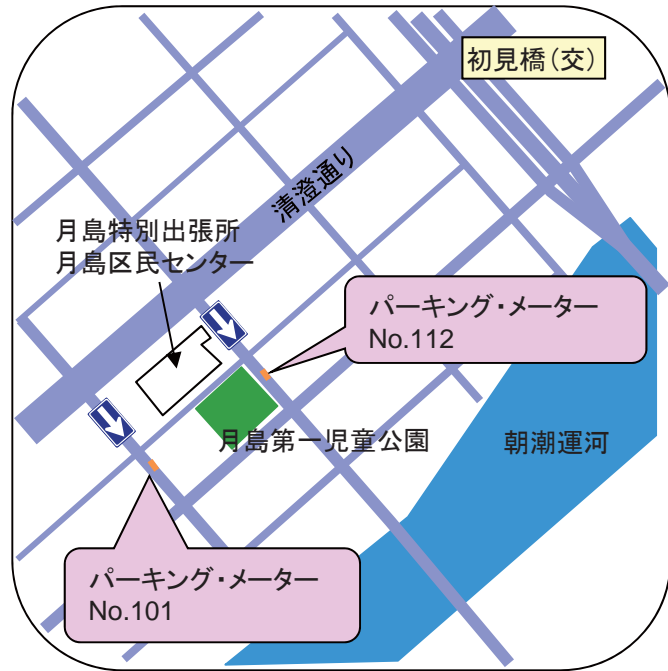 初見橋(交)
清澄通り
月島特別出張所
月島区民センター
パーキング・メーター
No.112
月島第一児童公園
朝潮運河
パーキング・メーター
No.101